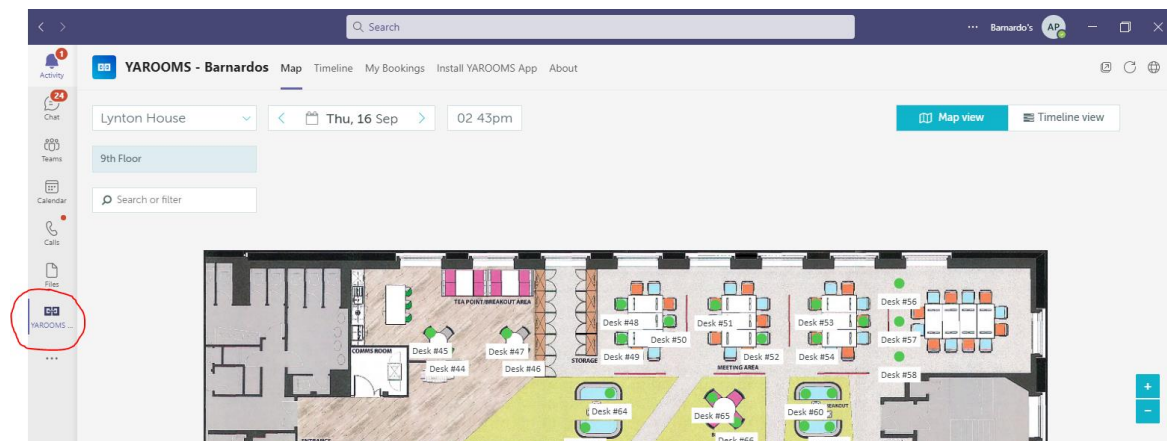 Search
Barnardo's
AP
1
Activity
YAROOMS - Barnardos
Map
Timeline
My Bookings
Install YAROOMS App
About
24
Chat
Lynton House
Thu, 16 Sep
02 43pm
Map view
Timeline view
Teams
9th Floor
Calendar
Search or filter
Calls
Files
YAROOMS ...
TEA POINT/BREAKOUT AREA
Desk #56
Desk #48
Desk #51
Desk #53
Desk #50
Desk #57
COMMS ROOM
Desk #45
Desk #47
STORAGE
Desk #49
Desk #52
Desk #54
Desk #44
Desk #46
MEETING AREA
Desk #58
Desk #64
Desk #65
Desk #60
Desk #66
ENTRANCE